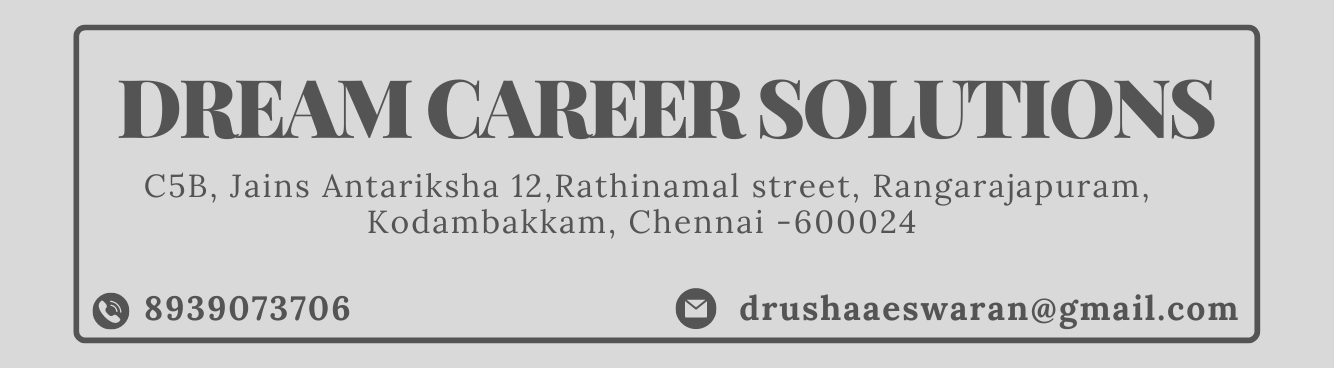 DREAM CAREER SOLUTIONS
C5B, Jains Antariksha 12,Rathinamal street, Rangarajapuram,
Kodambakkam, Chennai -600024
8939073706
drushaaeswaran@gmail.com